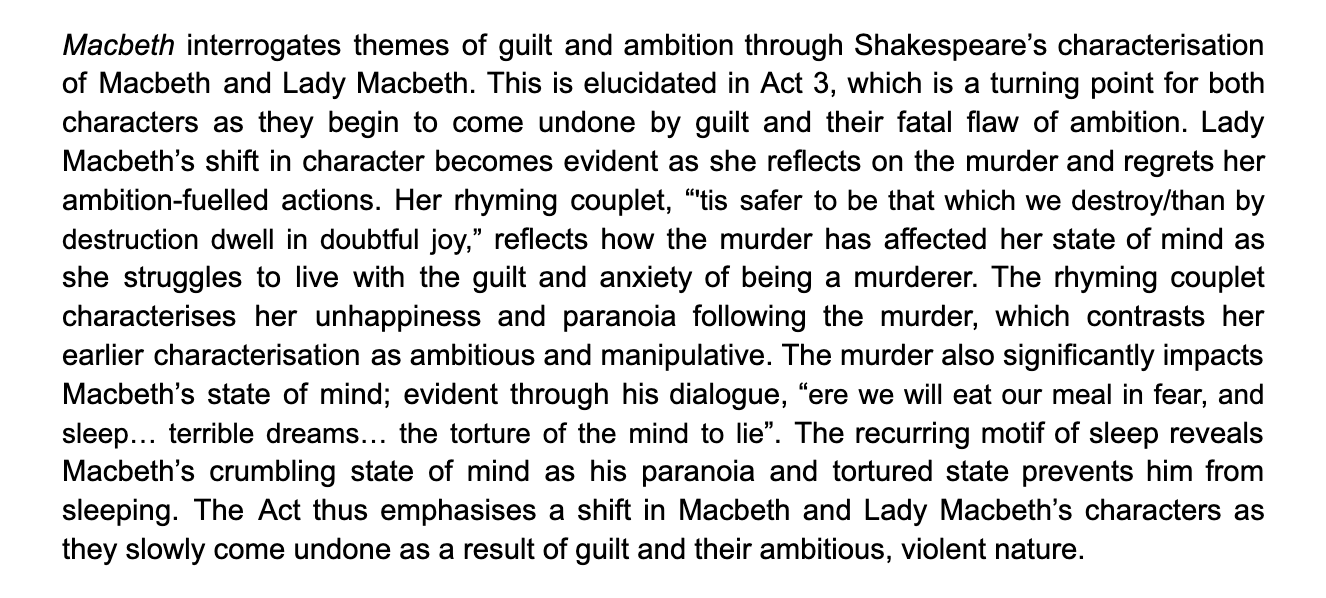 Macbeth interrogates themes of guilt and ambition through Shakespeare’s characterisation
of Macbeth and Lady Macbeth. This is elucidated in Act 3, which is a turning point for both
characters as they begin to come undone by guilt and their fatal flaw of ambition. Lady
Macbeth’s shift in character becomes evident as she reflects on the murder and regrets her
ambition-fuelled actions. Her rhyming couplet, “'tis safer to be that which we destroy/than by
destruction dwell in doubtful joy,” reflects how the murder has affected her state of mind as
she struggles to live with the guilt and anxiety of being a murderer. The rhyming couplet
characterises her unhappiness and paranoia following the murder, which contrasts her
earlier characterisation as ambitious and manipulative. The murder also significantly impacts
Macbeth’s state of mind; evident through his dialogue, “ere we will eat our meal in fear, and
sleep… terrible dreams… the torture of the mind to lie”. The recurring motif of sleep reveals
Macbeth’s crumbling state of mind as his paranoia and tortured state prevents him from
sleeping. The Act thus emphasises a shift in Macbeth and Lady Macbeth’s characters as
they slowly come undone as a result of guilt and their ambitious, violent nature.